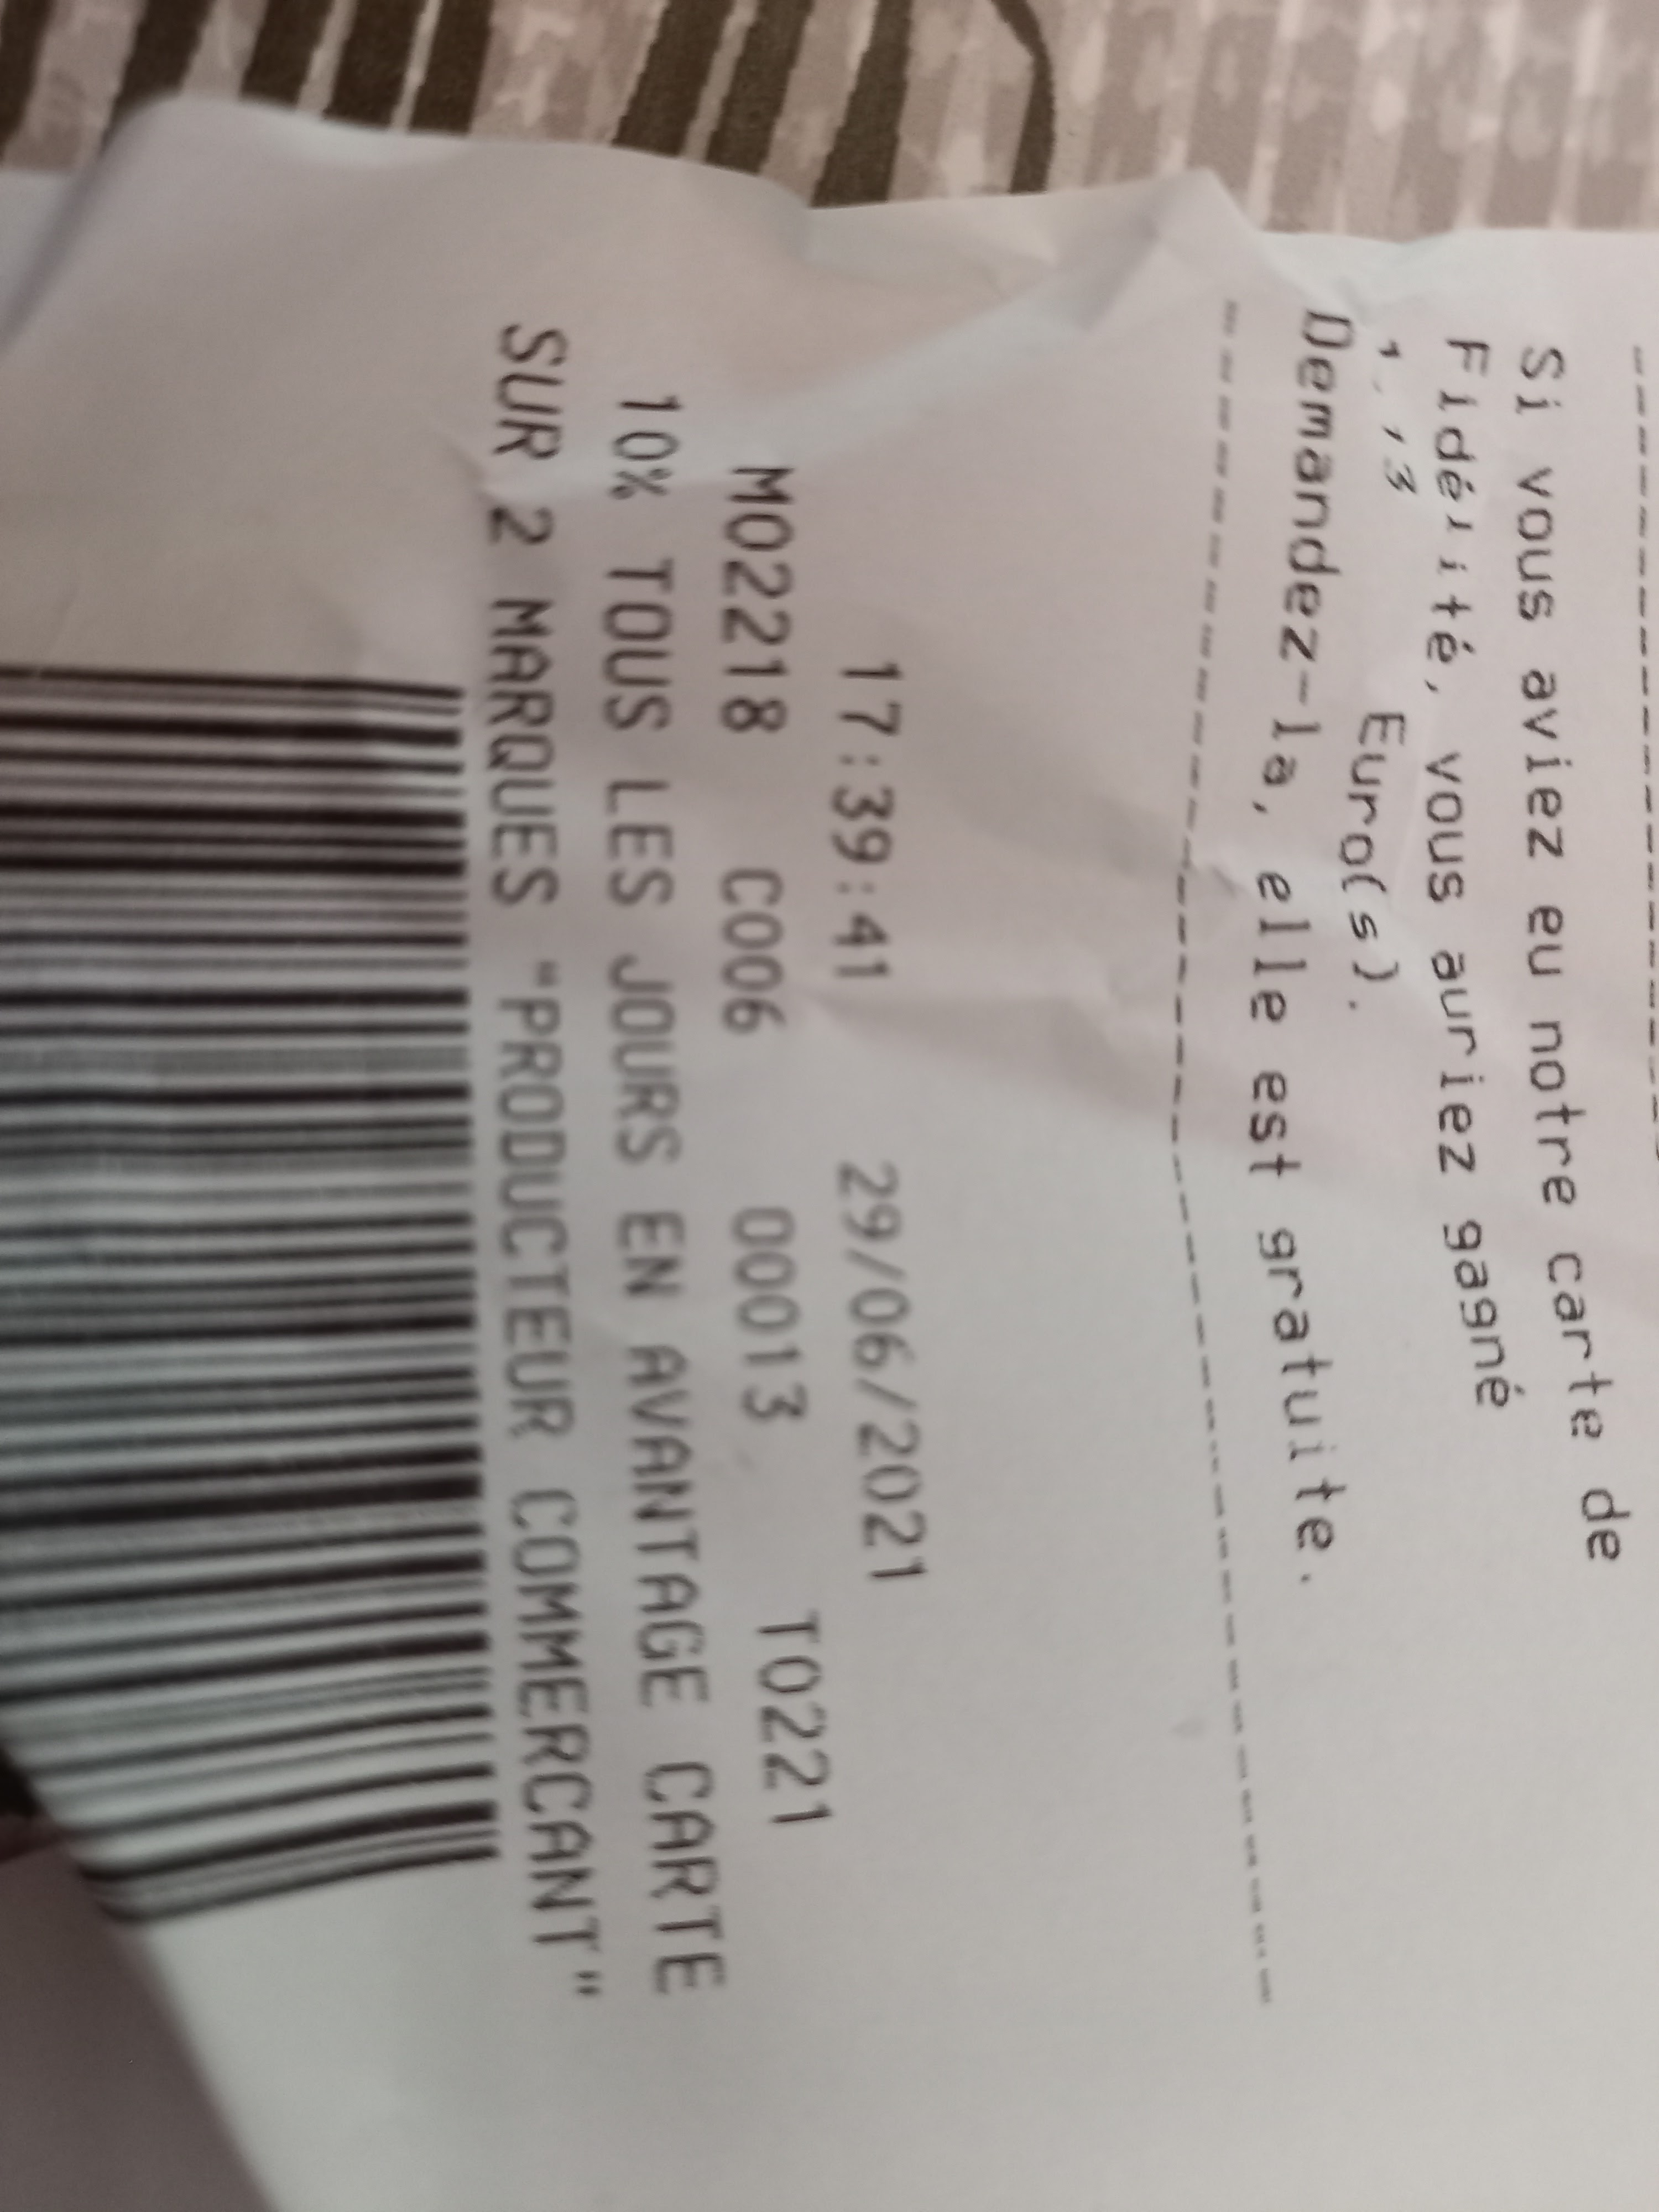 Si vous aviez eu notre carte de
Fidélité, vous auriez gagné
Euro(s).
Demandez-la, elle est gratuite.
17:39:41 29/06/2021
M02218 C006 00013 T0221
10% TOUS LES JOURS EN AVANTAGE CARTE
SUR 2 MARQUES "PRODUCTEUR COMMERCANT"